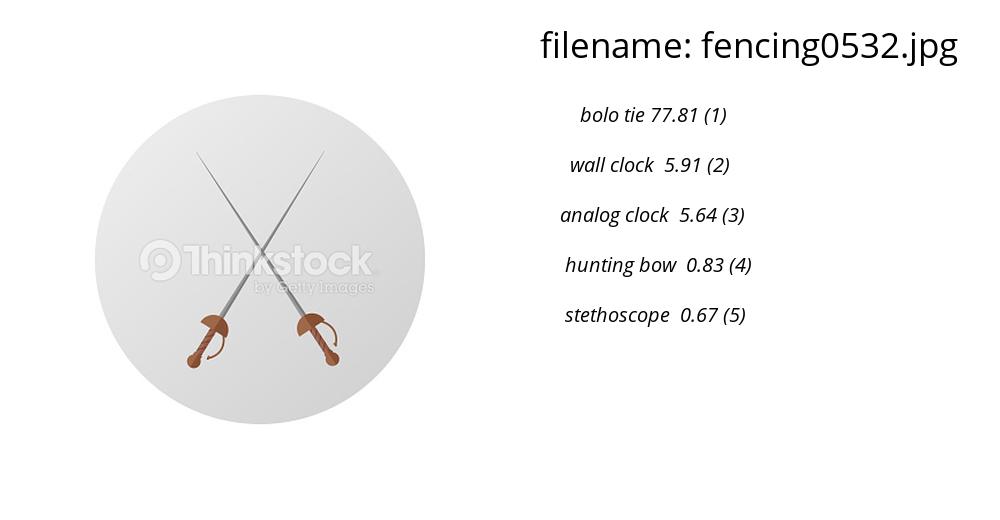 filename: fencing0532.jpg
bolo tie 77.81 (1)
wall clock 5.91 (2)
analog clock 5.64 (3)
hunting bow 0.83 (4)
stethoscope 0.67 (5)
Thinkstock
by Getty Images